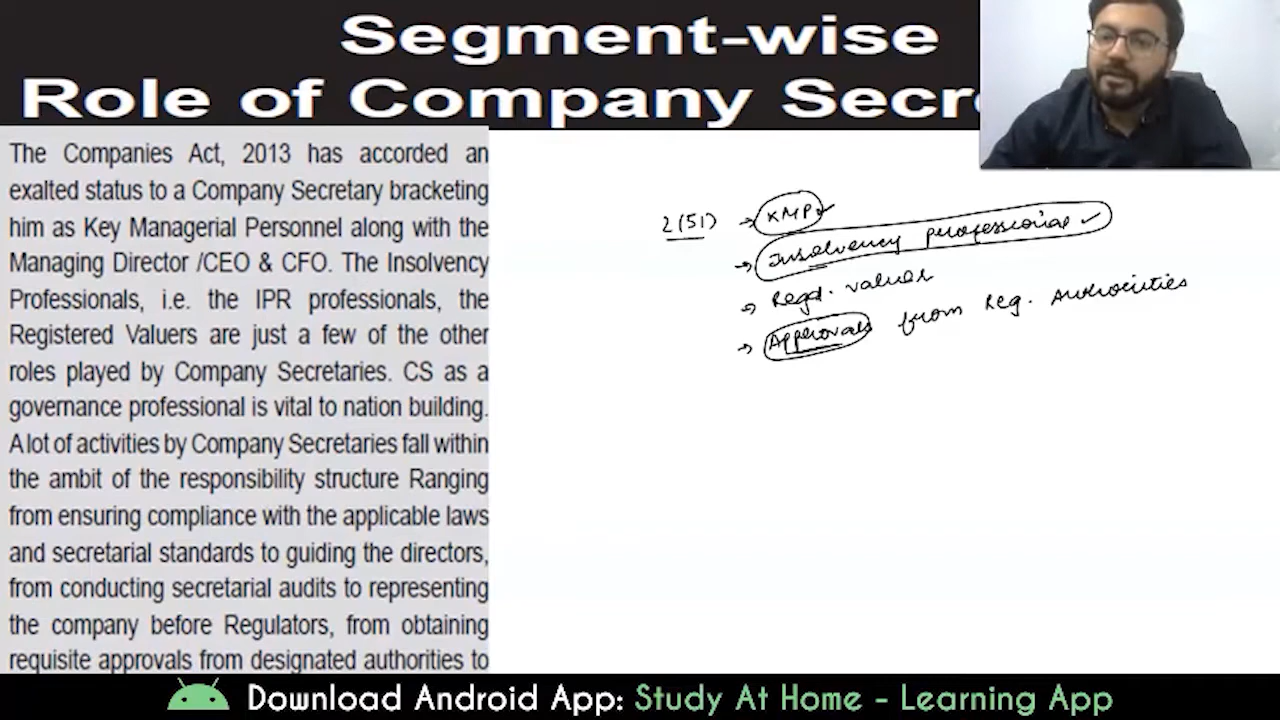 Segment-wise
Role of Company Secre
The Companies Act, 2013 has accorded an
exalted status to a Company Secretary bracketing
him as Key Managerial Personnel along with the
Managing Director /CEO & CFO. The Insolvency
Professionals, i.e. the IPR professionals, the
Registered Valuers are just a few of the other
roles played by Company Secretaries. CS as a
governance professional is vital to nation building.
A lot of activities by Company Secretaries fall within
the ambit of the responsibility structure Ranging
from ensuring compliance with the applicable laws
and secretarial standards to guiding the directors,
from conducting secretarial audits to representing
the company before Regulators, from obtaining
requisite approvals from designated authorities to
2(51) → KMP ✓
→ Insolvency professional ✓
→ Regd. valuer
→ Approvals from Reg. Authorities
Download Android App: Study At Home - Learning App